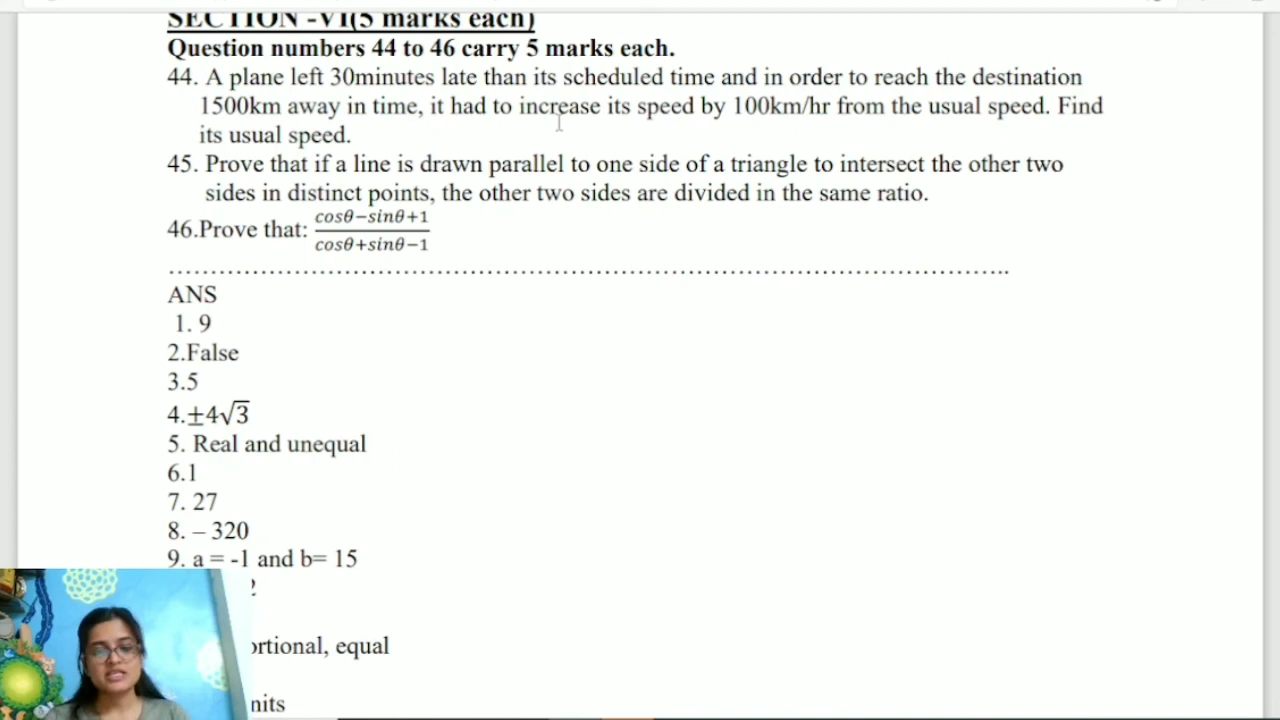 SECTION -VI(5 marks each)
Question numbers 44 to 46 carry 5 marks each.
44. A plane left 30minutes late than its scheduled time and in order to reach the destination
1500km away in time, it had to increase its speed by 100km/hr from the usual speed. Find
its usual speed.
45. Prove that if a line is drawn parallel to one side of a triangle to intersect the other two
sides in distinct points, the other two sides are divided in the same ratio.
46.Prove that: \frac{cosθ−sinθ+1}{cosθ+sinθ−1}
……………………………………………………………………………………..
ANS
1. 9
2.False
3.5
4.±4√3
5. Real and unequal
6.1
7. 27
8. – 320
9. a = -1 and b= 15
equal